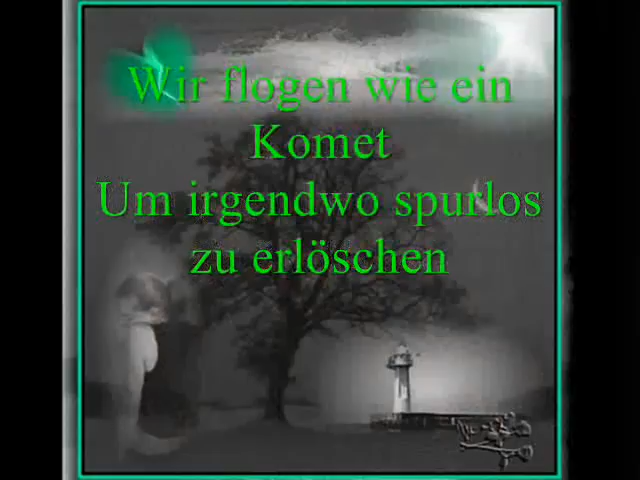 Wir flogen wie ein
Komet
Um irgendwo spurlos
zu erlöschen